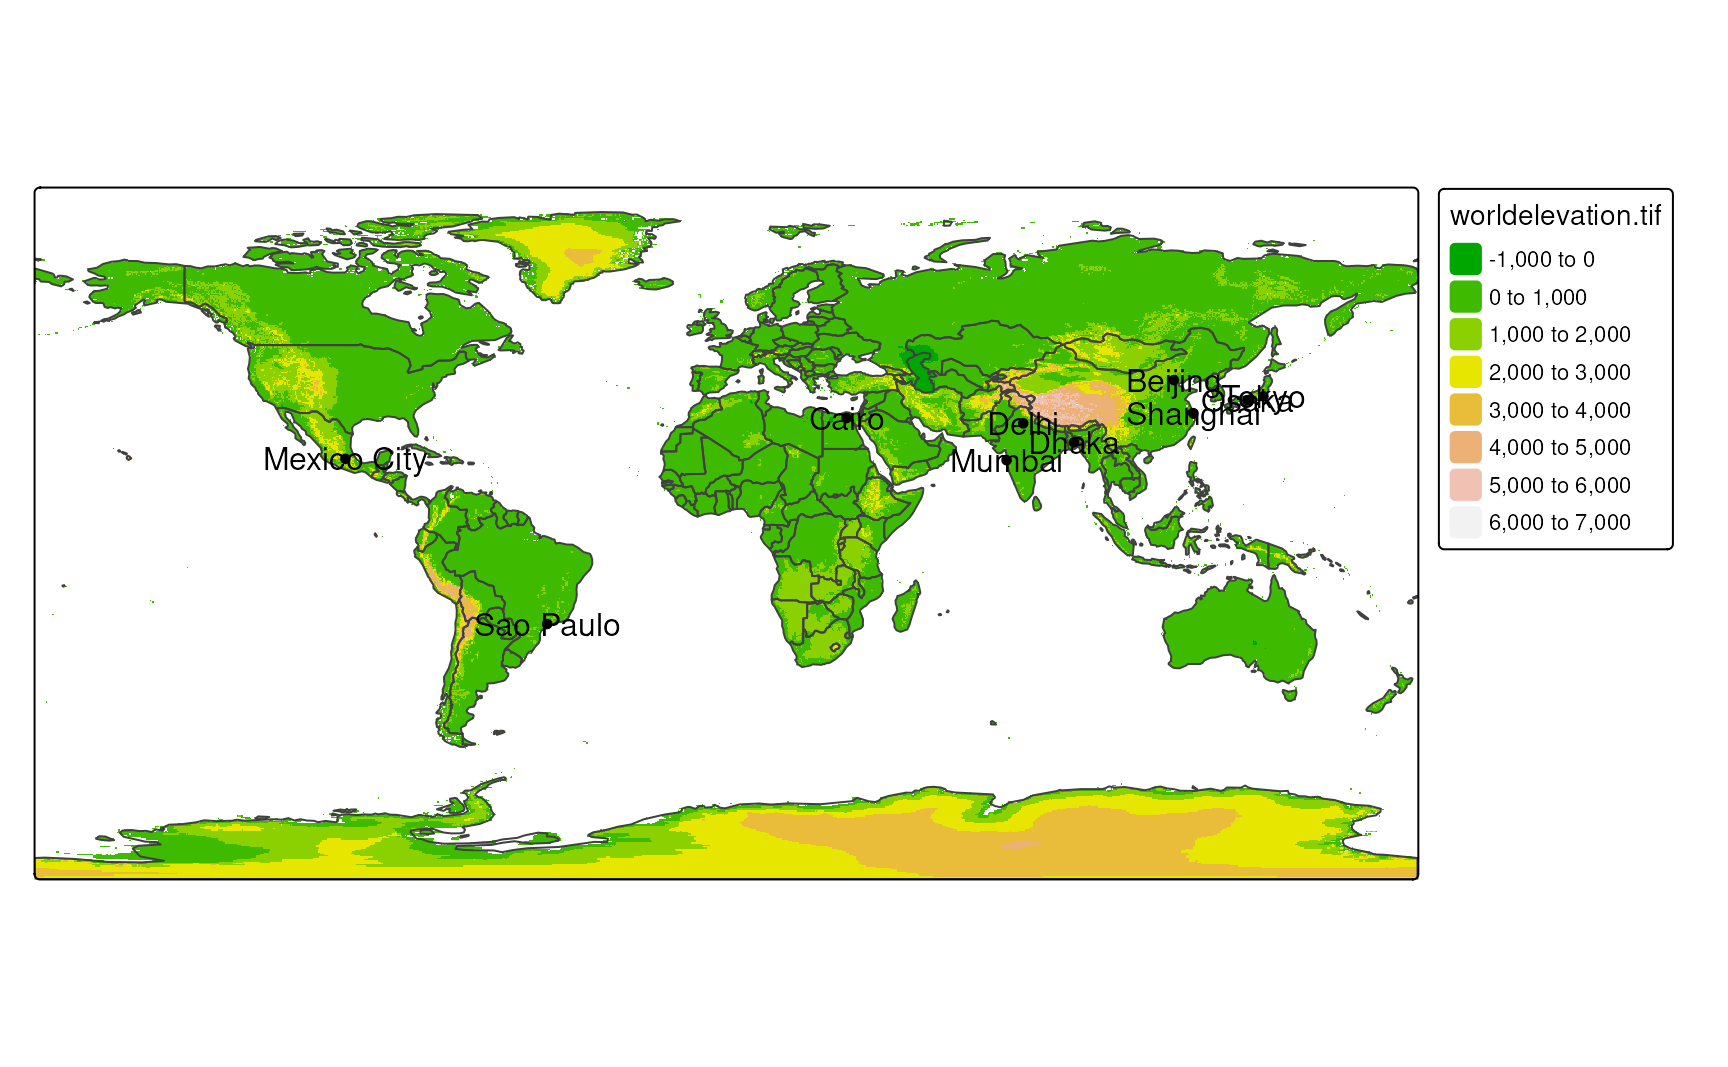 worldelevation.tif
-1,000 to 0
0 to 1,000
1,000 to 2,000
2,000 to 3,000
3,000 to 4,000
4,000 to 5,000
5,000 to 6,000
6,000 to 7,000
Beijing
Tokyo
Osaka
Shanghai
Cairo
Delhi
Dhaka
Mumbai
Mexico City
Sao Paulo